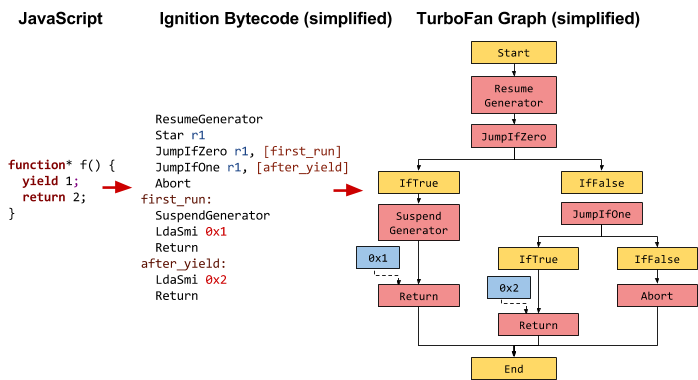 JavaScript
Ignition Bytecode (simplified)
TurboFan Graph (simplified)
function* f() {
yield 1;
return 2;
}
ResumeGenerator
Star r1
JumpIfZero r1, [first_run]
JumpIfOne r1, [after_yield]
Abort
first_run:
SuspendGenerator
LdaSmi 0x1
Return
after_yield:
LdaSmi 0x2
Return
Start
Resume
Generator
JumpIfZero
IfTrue
IfFalse
Suspend
Generator
JumpIfOne
0x1
IfTrue
IfFalse
0x2
Return
Abort
Return
End